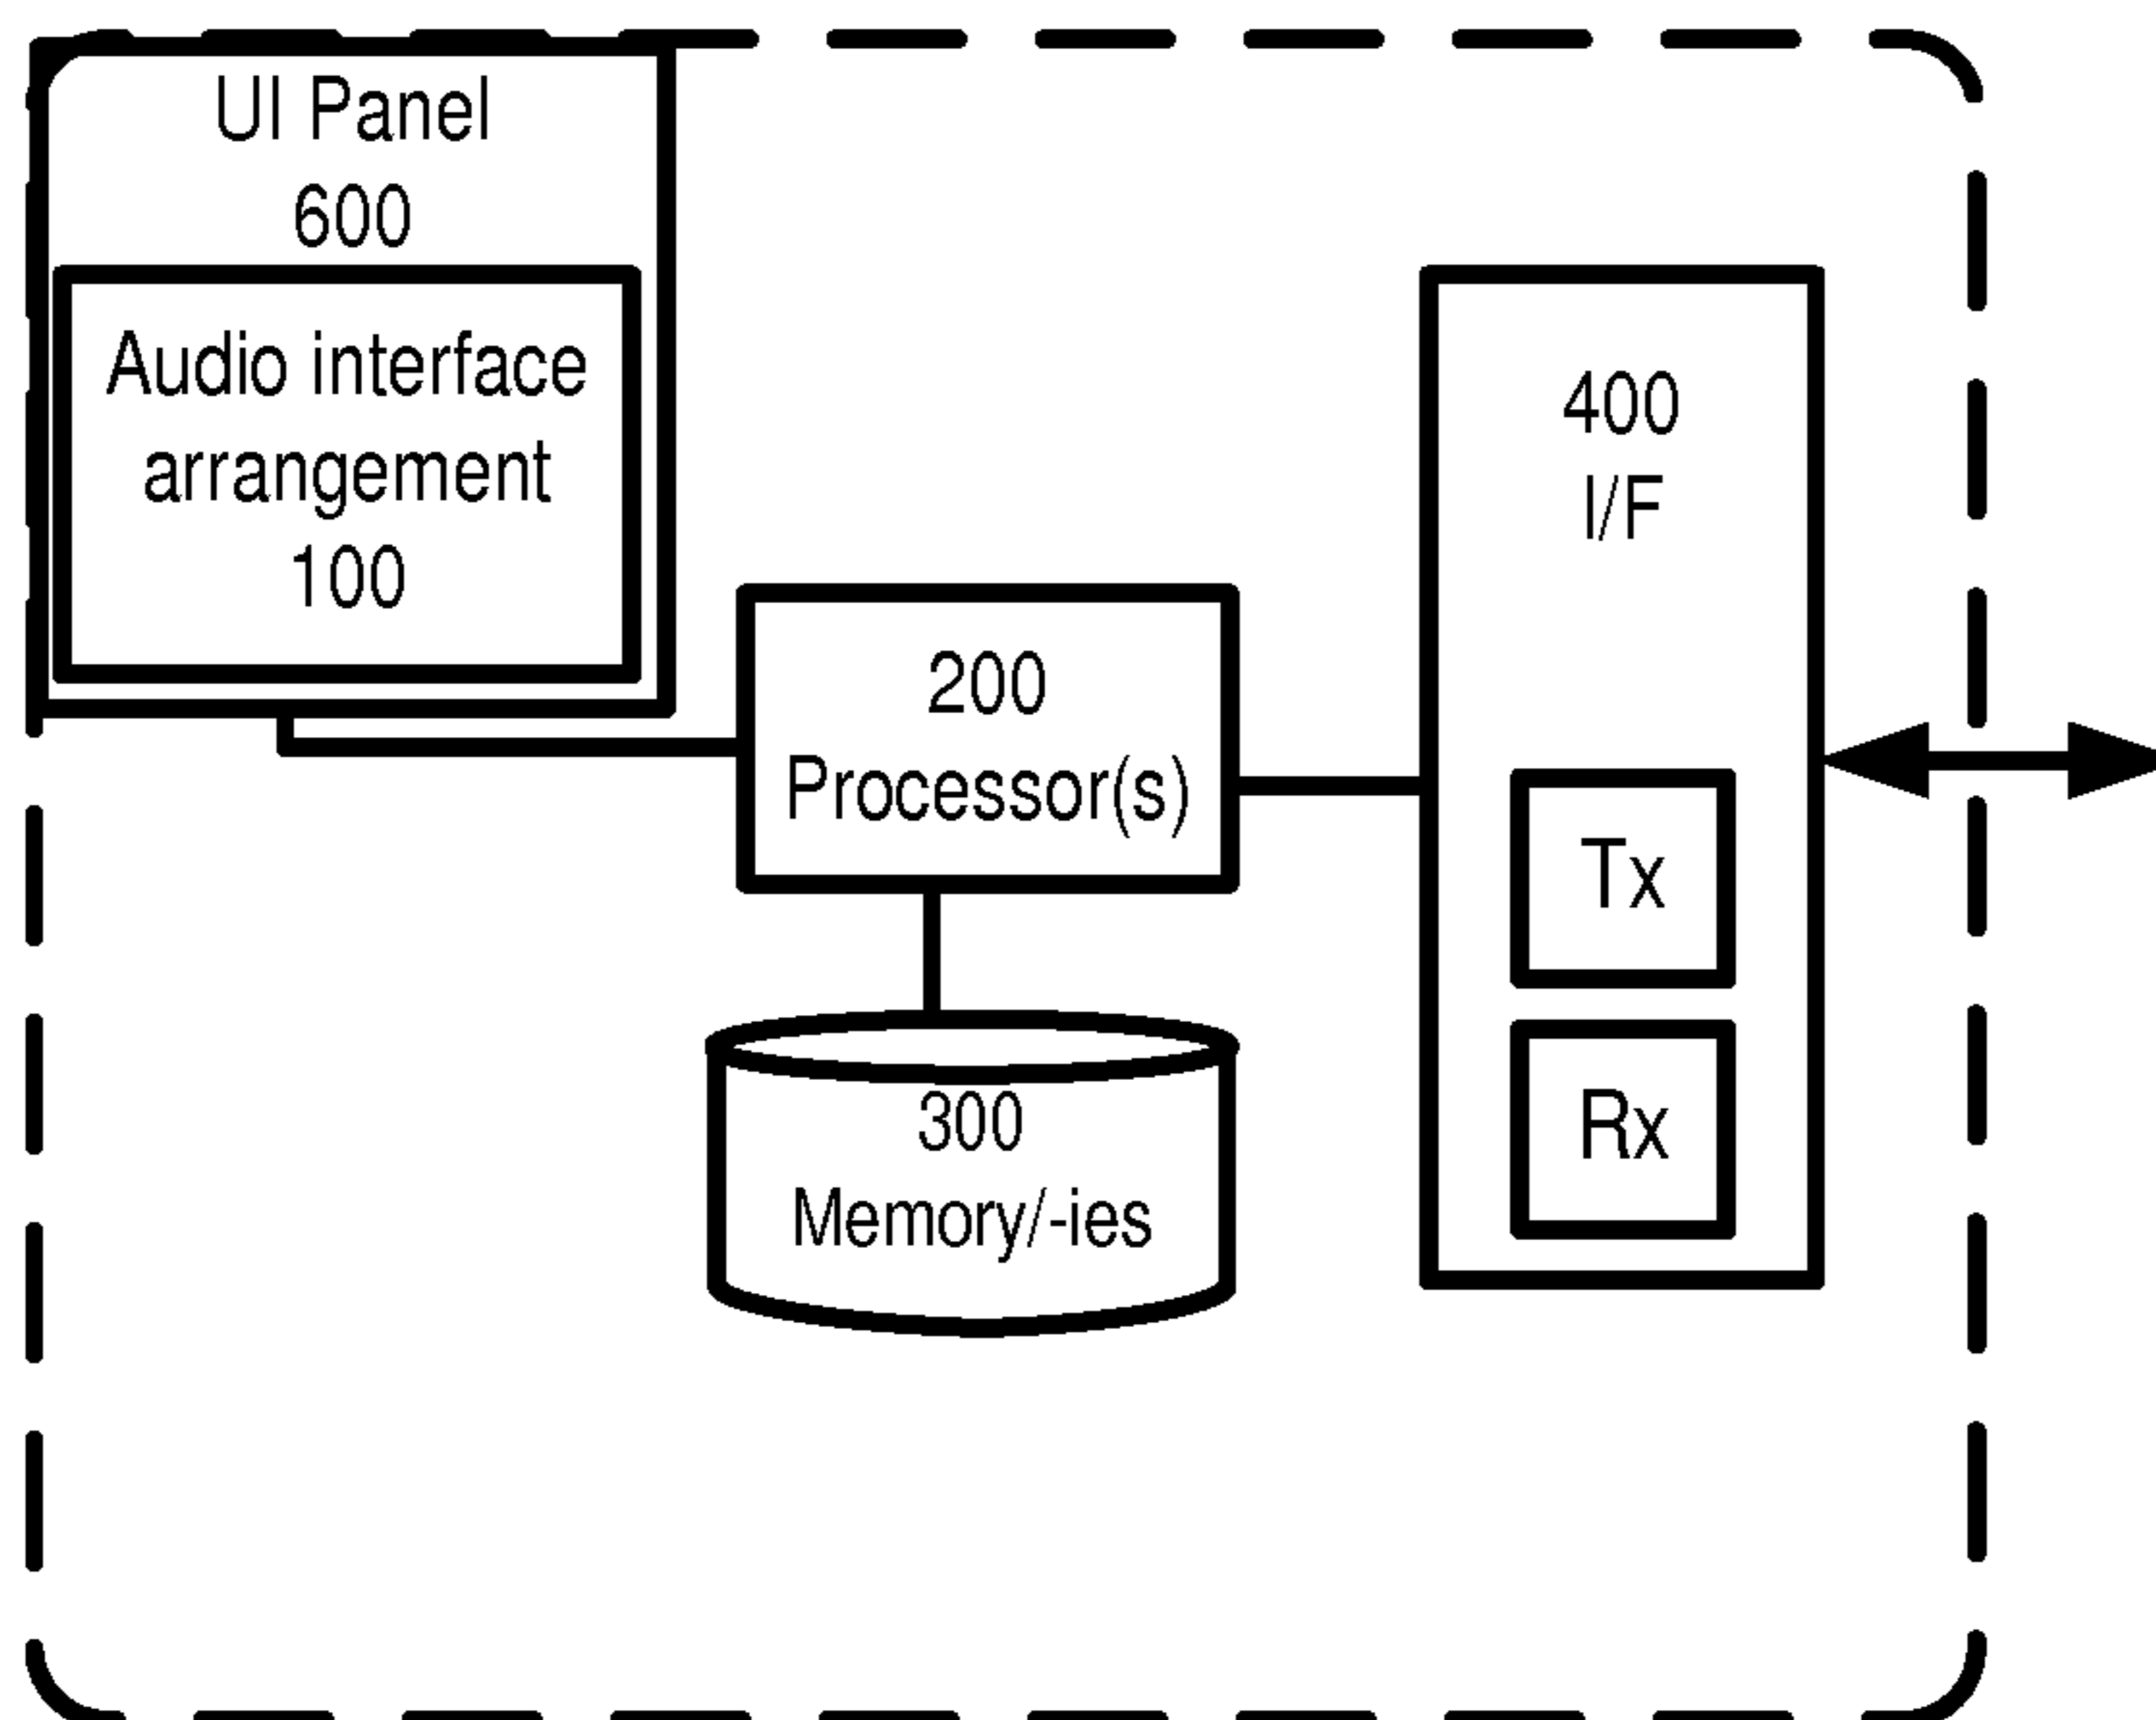 UI Panel
600
Audio interface
arrangement
100
200
Processor(s)
300
Memory/-ies
400
I/F
Tx
Rx